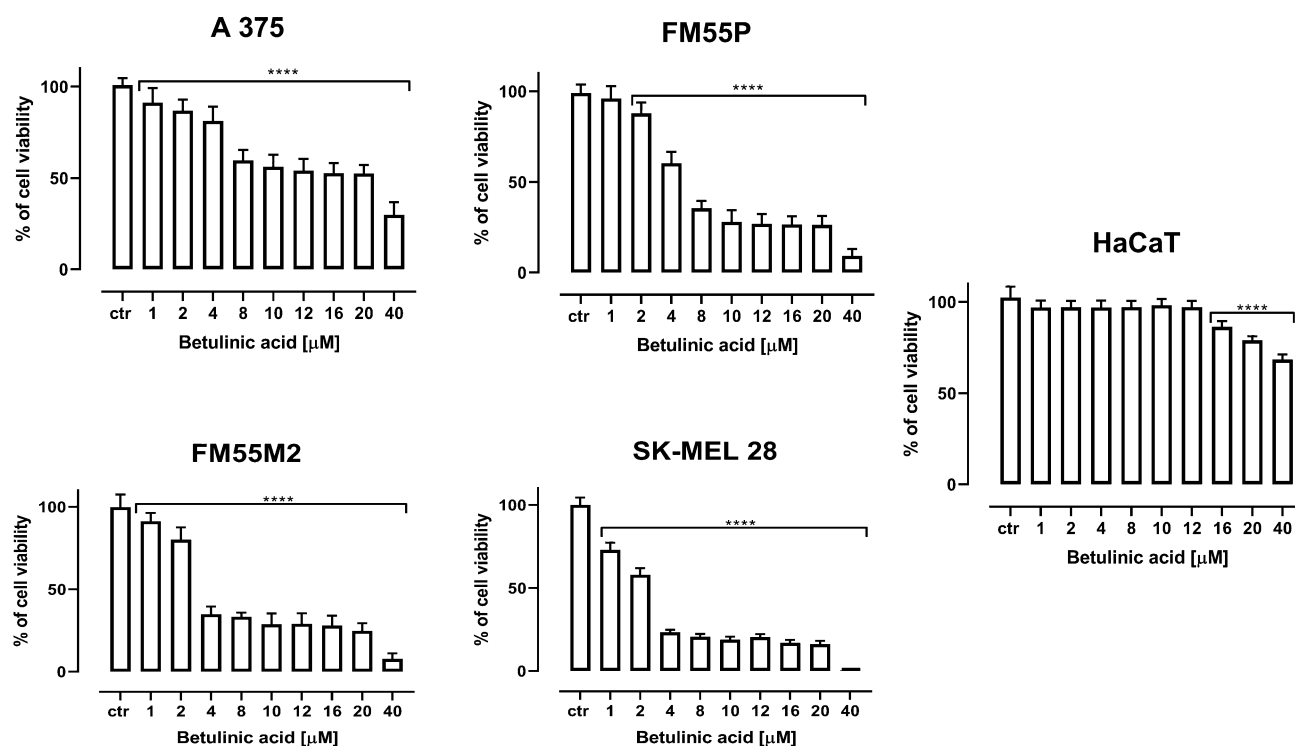 A 375
% of cell viability
100
50
0
****
ctr 1 2 4 8 10 12 16 20 40
Betulinic acid [µM]
FM55P
% of cell viability
100
50
0
****
ctr 1 2 4 8 10 12 16 20 40
Betulinic acid [µM]
HaCaT
% of cell viability
100
50
0
****
ctr 1 2 4 8 10 12 16 20 40
Betulinic acid [µM]
FM55M2
% of cell viability
100
50
0
****
ctr 1 2 4 8 10 12 16 20 40
Betulinic acid [µM]
SK-MEL 28
% of cell viability
100
50
0
****
ctr 1 2 4 8 10 12 16 20 40
Betulinic acid [µM]